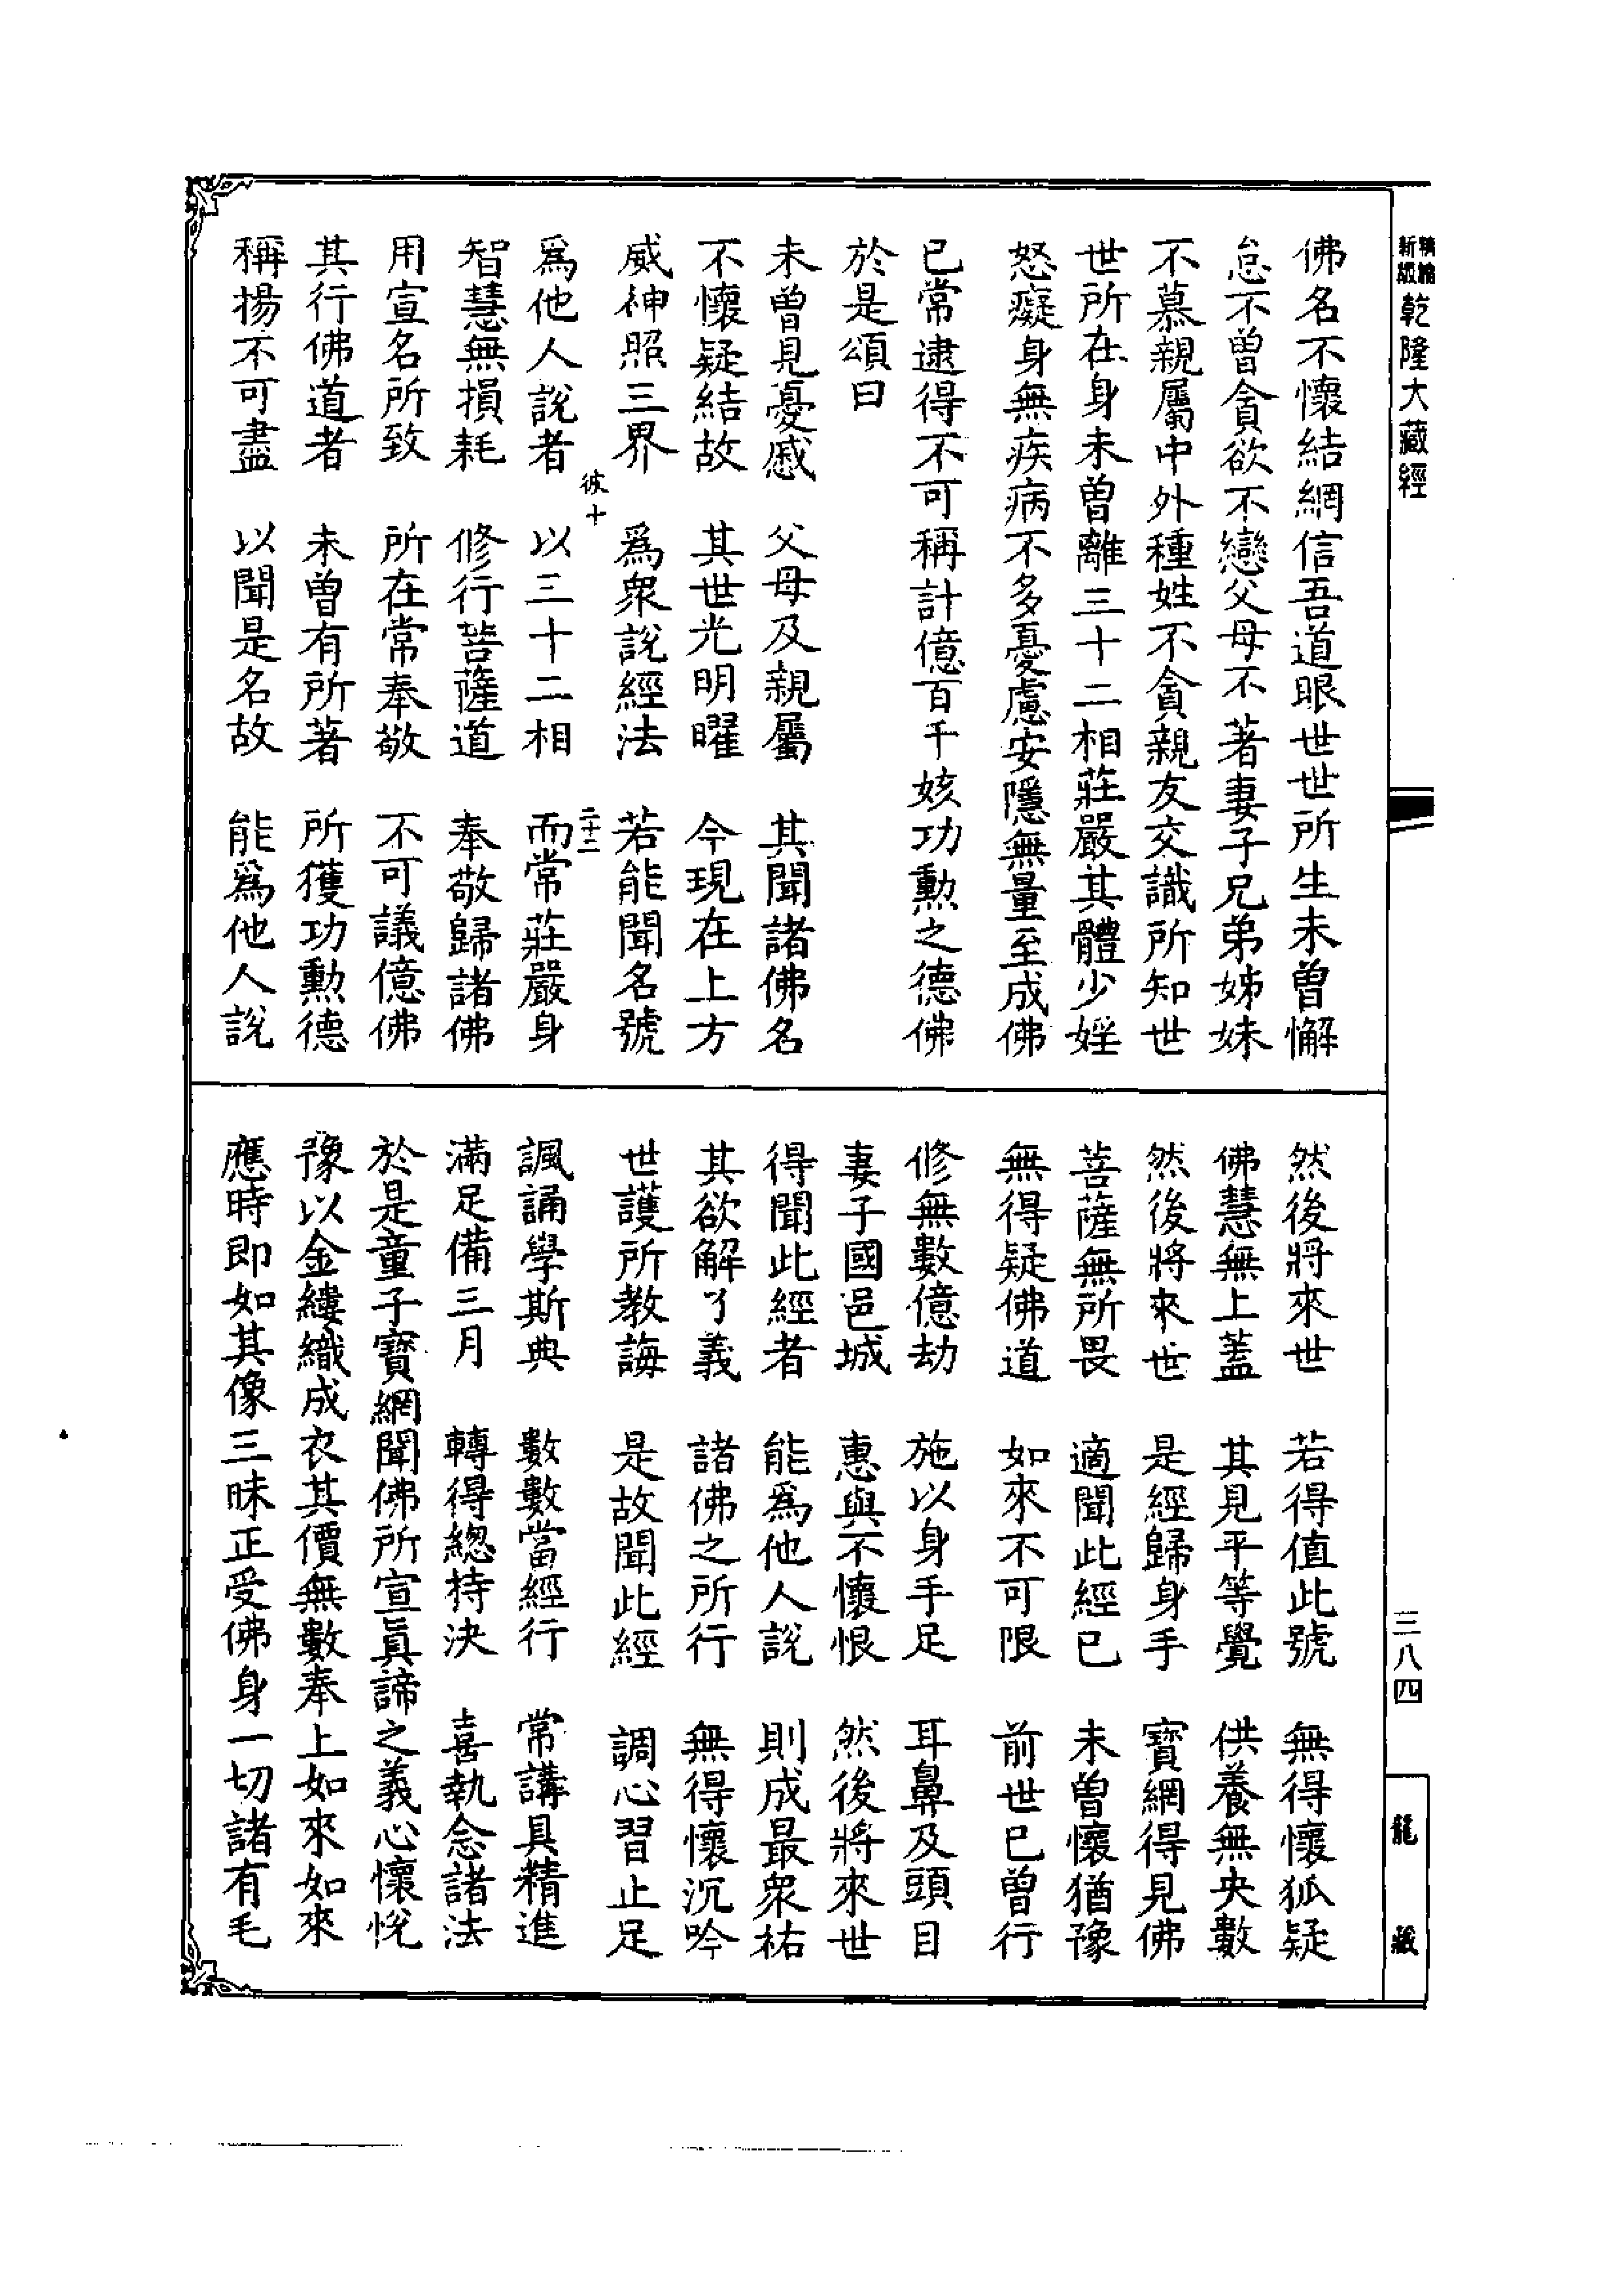 精編新編乾隆大藏經
佛名不懷結網信吾道眼世世所生未曾懈
怠不曾貪欲不戀父母不著妻子兄弟姊妹
不慕親屬中外種姓不貪親友交識所知世
世所在身未曾離三十二相莊嚴其體少婬
怒癡身無疾病不多憂慮安隱無量至成佛
已常逮得不可稱計億百千姟功勳之德佛
於是頌曰
未曾見憂慼　父母及親屬　其聞諸佛名
不懷疑結故　其世光明曜　今現在上方
威神照三界　為眾說經法　若能聞名號
彼十　二十三
為他人說者　以三十二相　而常莊嚴身
智慧無損耗　修行菩薩道　奉敬歸諸佛
用宣名所致　所在常奉敬　不可議億佛
其行佛道者　未曾有所著　所獲功勳德
稱揚不可盡　以聞是名故　能為他人說
然後將來世　若得值此號　無得懷狐疑
佛慧無上蓋　其見平等覺　供養無央數
然後將來世　是經歸身手　寶網得見佛
菩薩無所畏　適聞此經已　未曾懷猶豫
無得疑佛道　如來不可限　前世已曾行
修無數億劫　施以身手足　耳鼻及頭目
妻子國邑城　惠與不懷恨　然後將來世
得聞此經者　能為他人說　則成最眾祐
其欲解了義　諸佛之所行　無得懷沉吟
世護所教誨　是故聞此經　調心習止足
諷誦學斯典　數數當經行　常講具精進
滿足備三月　轉得總持決　喜執念諸法
於是童子寶網聞佛所宣眞諦之義心懷悅
豫以金縷織成衣其價無數奉上如來如來
應時即如其像三昧正受佛身一切諸有毛
三八四
龍藏